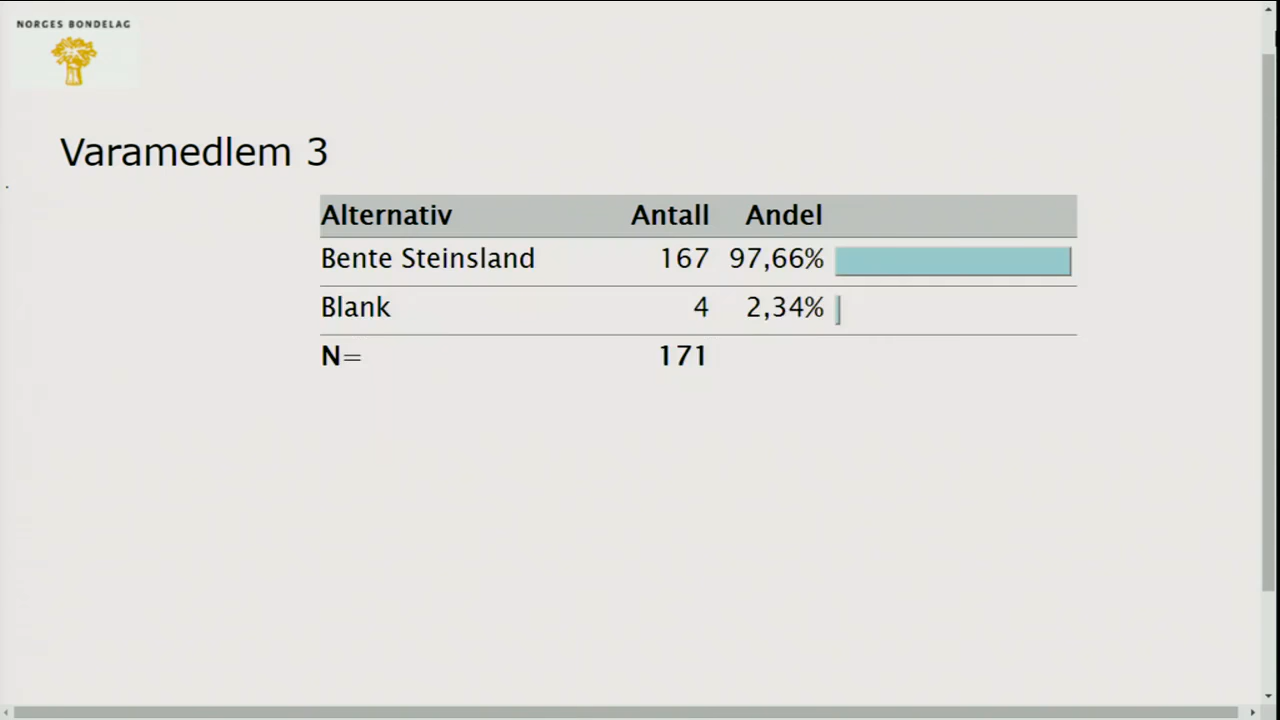 NORGES BONDELAG
Varamedlem 3
Alternativ Antall Andel
Bente Steinsland 167 97,66%
Blank 4 2,34%
N= 171